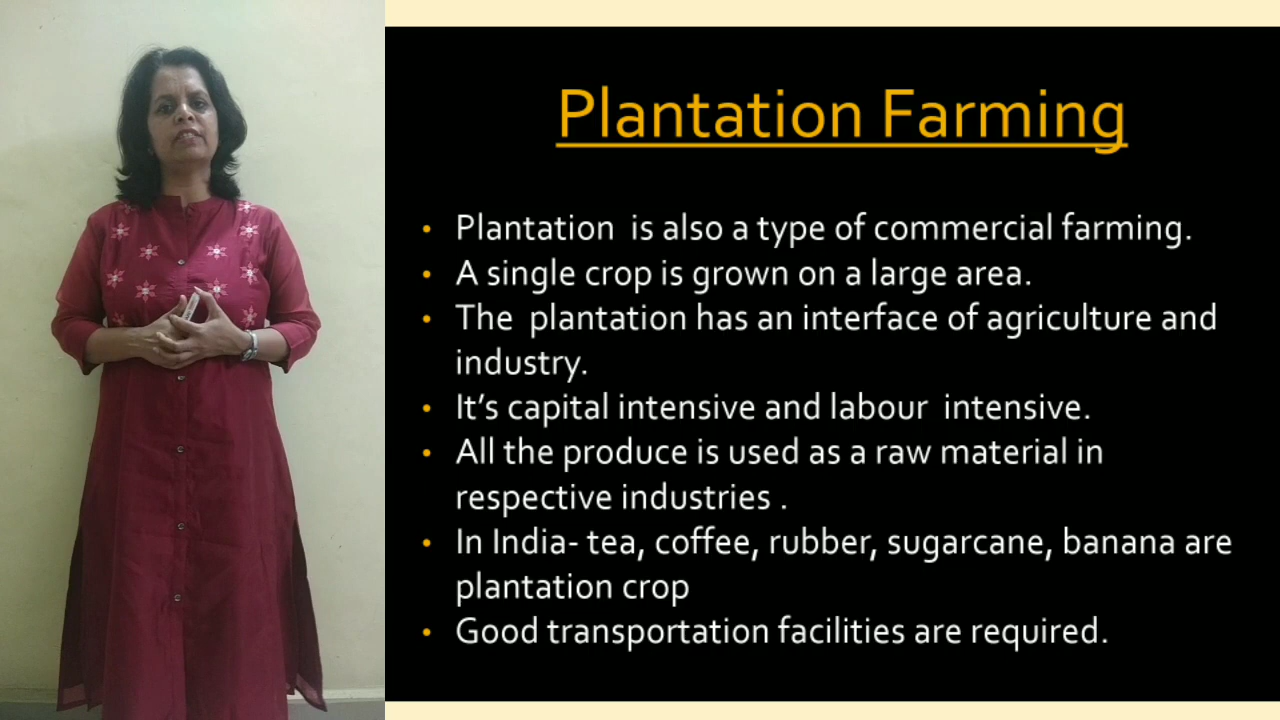 Plantation Farming
• Plantation is also a type of commercial farming.
• A single crop is grown on a large area.
• The plantation has an interface of agriculture and
industry.
• It's capital intensive and labour intensive.
• All the produce is used as a raw material in
respective industries .
• In India- tea, coffee, rubber, sugarcane, banana are
plantation crop
• Good transportation facilities are required.